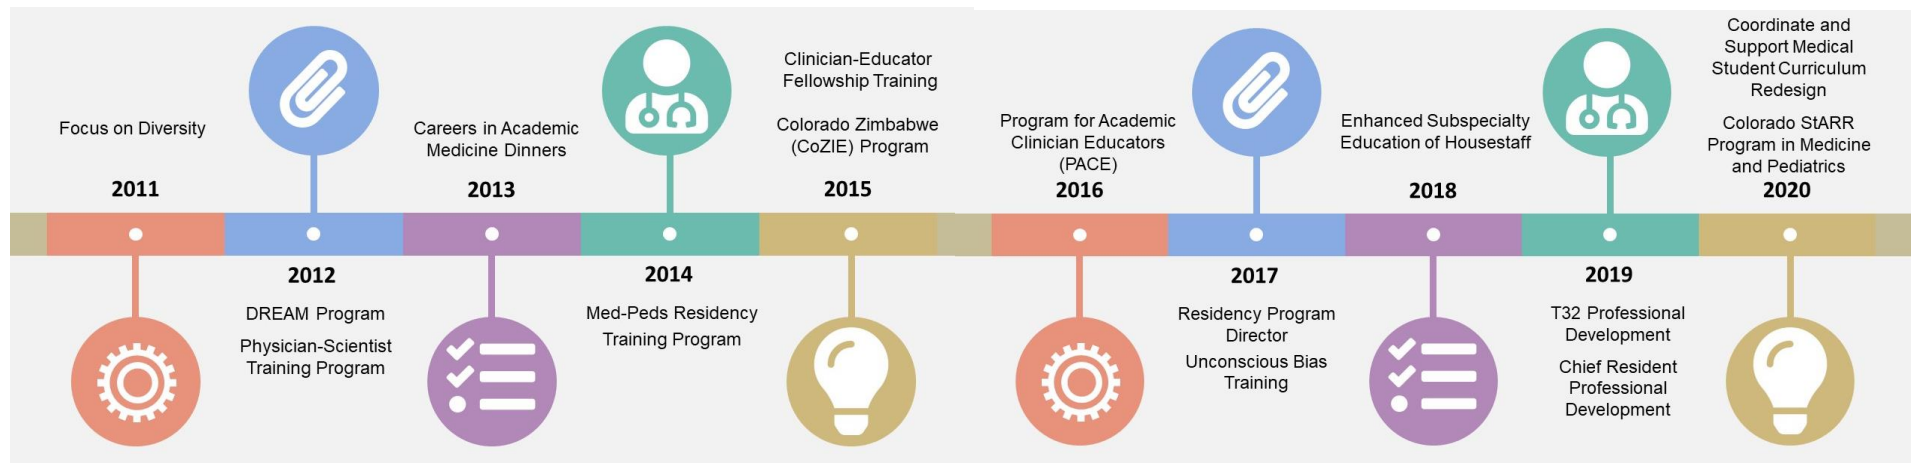 Focus on Diversity
2011
2012
DREAM Program
Physician-Scientist
Training Program
Careers in Academic
Medicine Dinners
2013
2014
Med-Peds Residency
Training Program
Clinician-Educator
Fellowship Training
Colorado Zimbabwe
(CoZIE) Program
2015
Program for Academic
Clinician Educators
(PACE)
2016
2017
Residency Program
Director
Unconscious Bias
Training
Enhanced Subspecialty
Education of Housestaff
2018
2019
T32 Professional
Development
Chief Resident
Professional
Development
Coordinate and
Support Medical
Student Curriculum
Redesign
Colorado StARR
Program in Medicine
and Pediatrics
2020